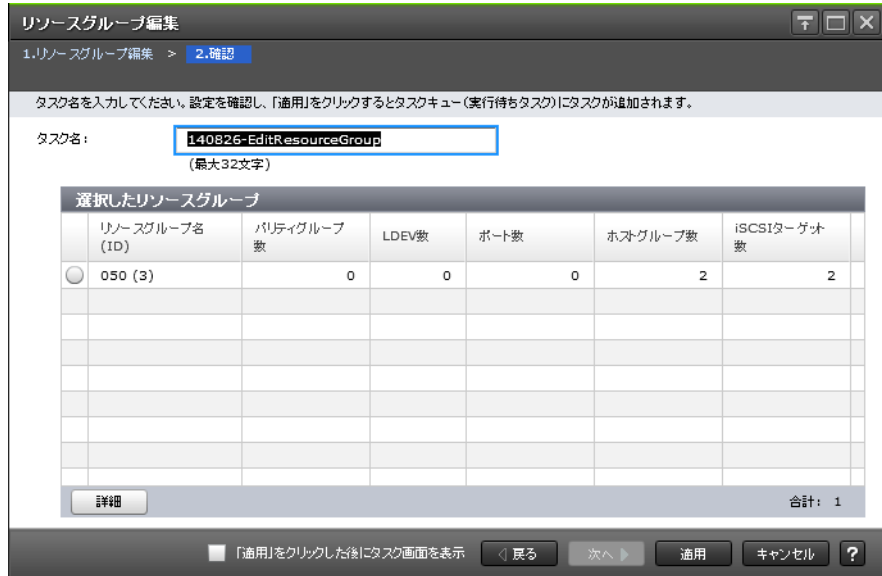 リソースグループ編集
1.リソースグループ編集 > 2.確認
タスク名を入力してください。設定を確認し、「適用」をクリックするとタスクキュー(実行待ちタスク)にタスクが追加されます。
タスク名: 140826-EditResourceGroup
(最大32文字)
選択したリソースグループ
リソースグループ名 (ID) パリティグループ数 LDEV数 ポート数 ホストグループ数 iSCSIターゲット数
050 (3) 0 0 0 2 2
詳細 合計: 1
「適用」をクリックした後にタスク画面を表示 戻る 次へ 適用 キャンセル ?